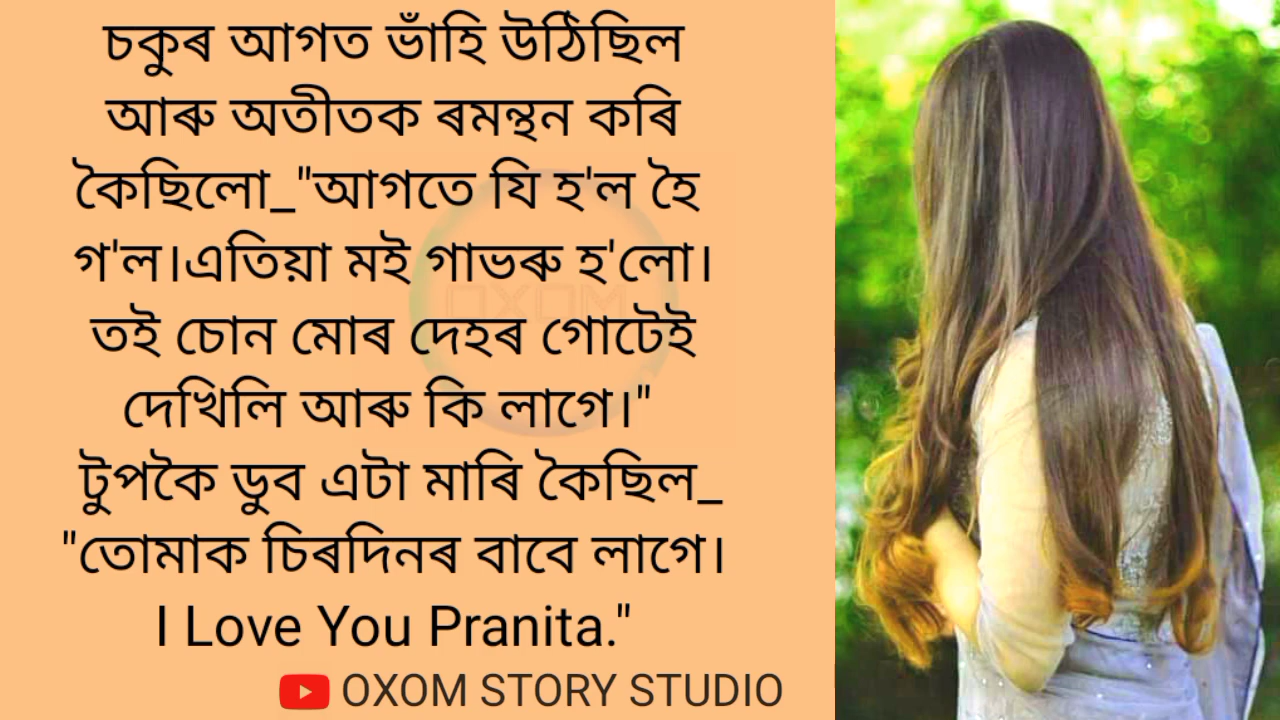 চকুৰ আগত ভাঁহি উঠিছিল
আৰু অতীতক ৰমন্থন কৰি
কৈছিলো_"আগতে যি হ'ল হৈ
গ'ল।এতিয়া মই গাভৰু হ'লো।
তই চোন মোৰ দেহৰ গোটেই
দেখিলি আৰু কি লাগে।"
টুপকৈ ডুব এটা মাৰি কৈছিল_
"তোমাক চিৰদিনৰ বাবে লাগে।
I Love You Pranita."
OXOM STORY STUDIO
OXOM